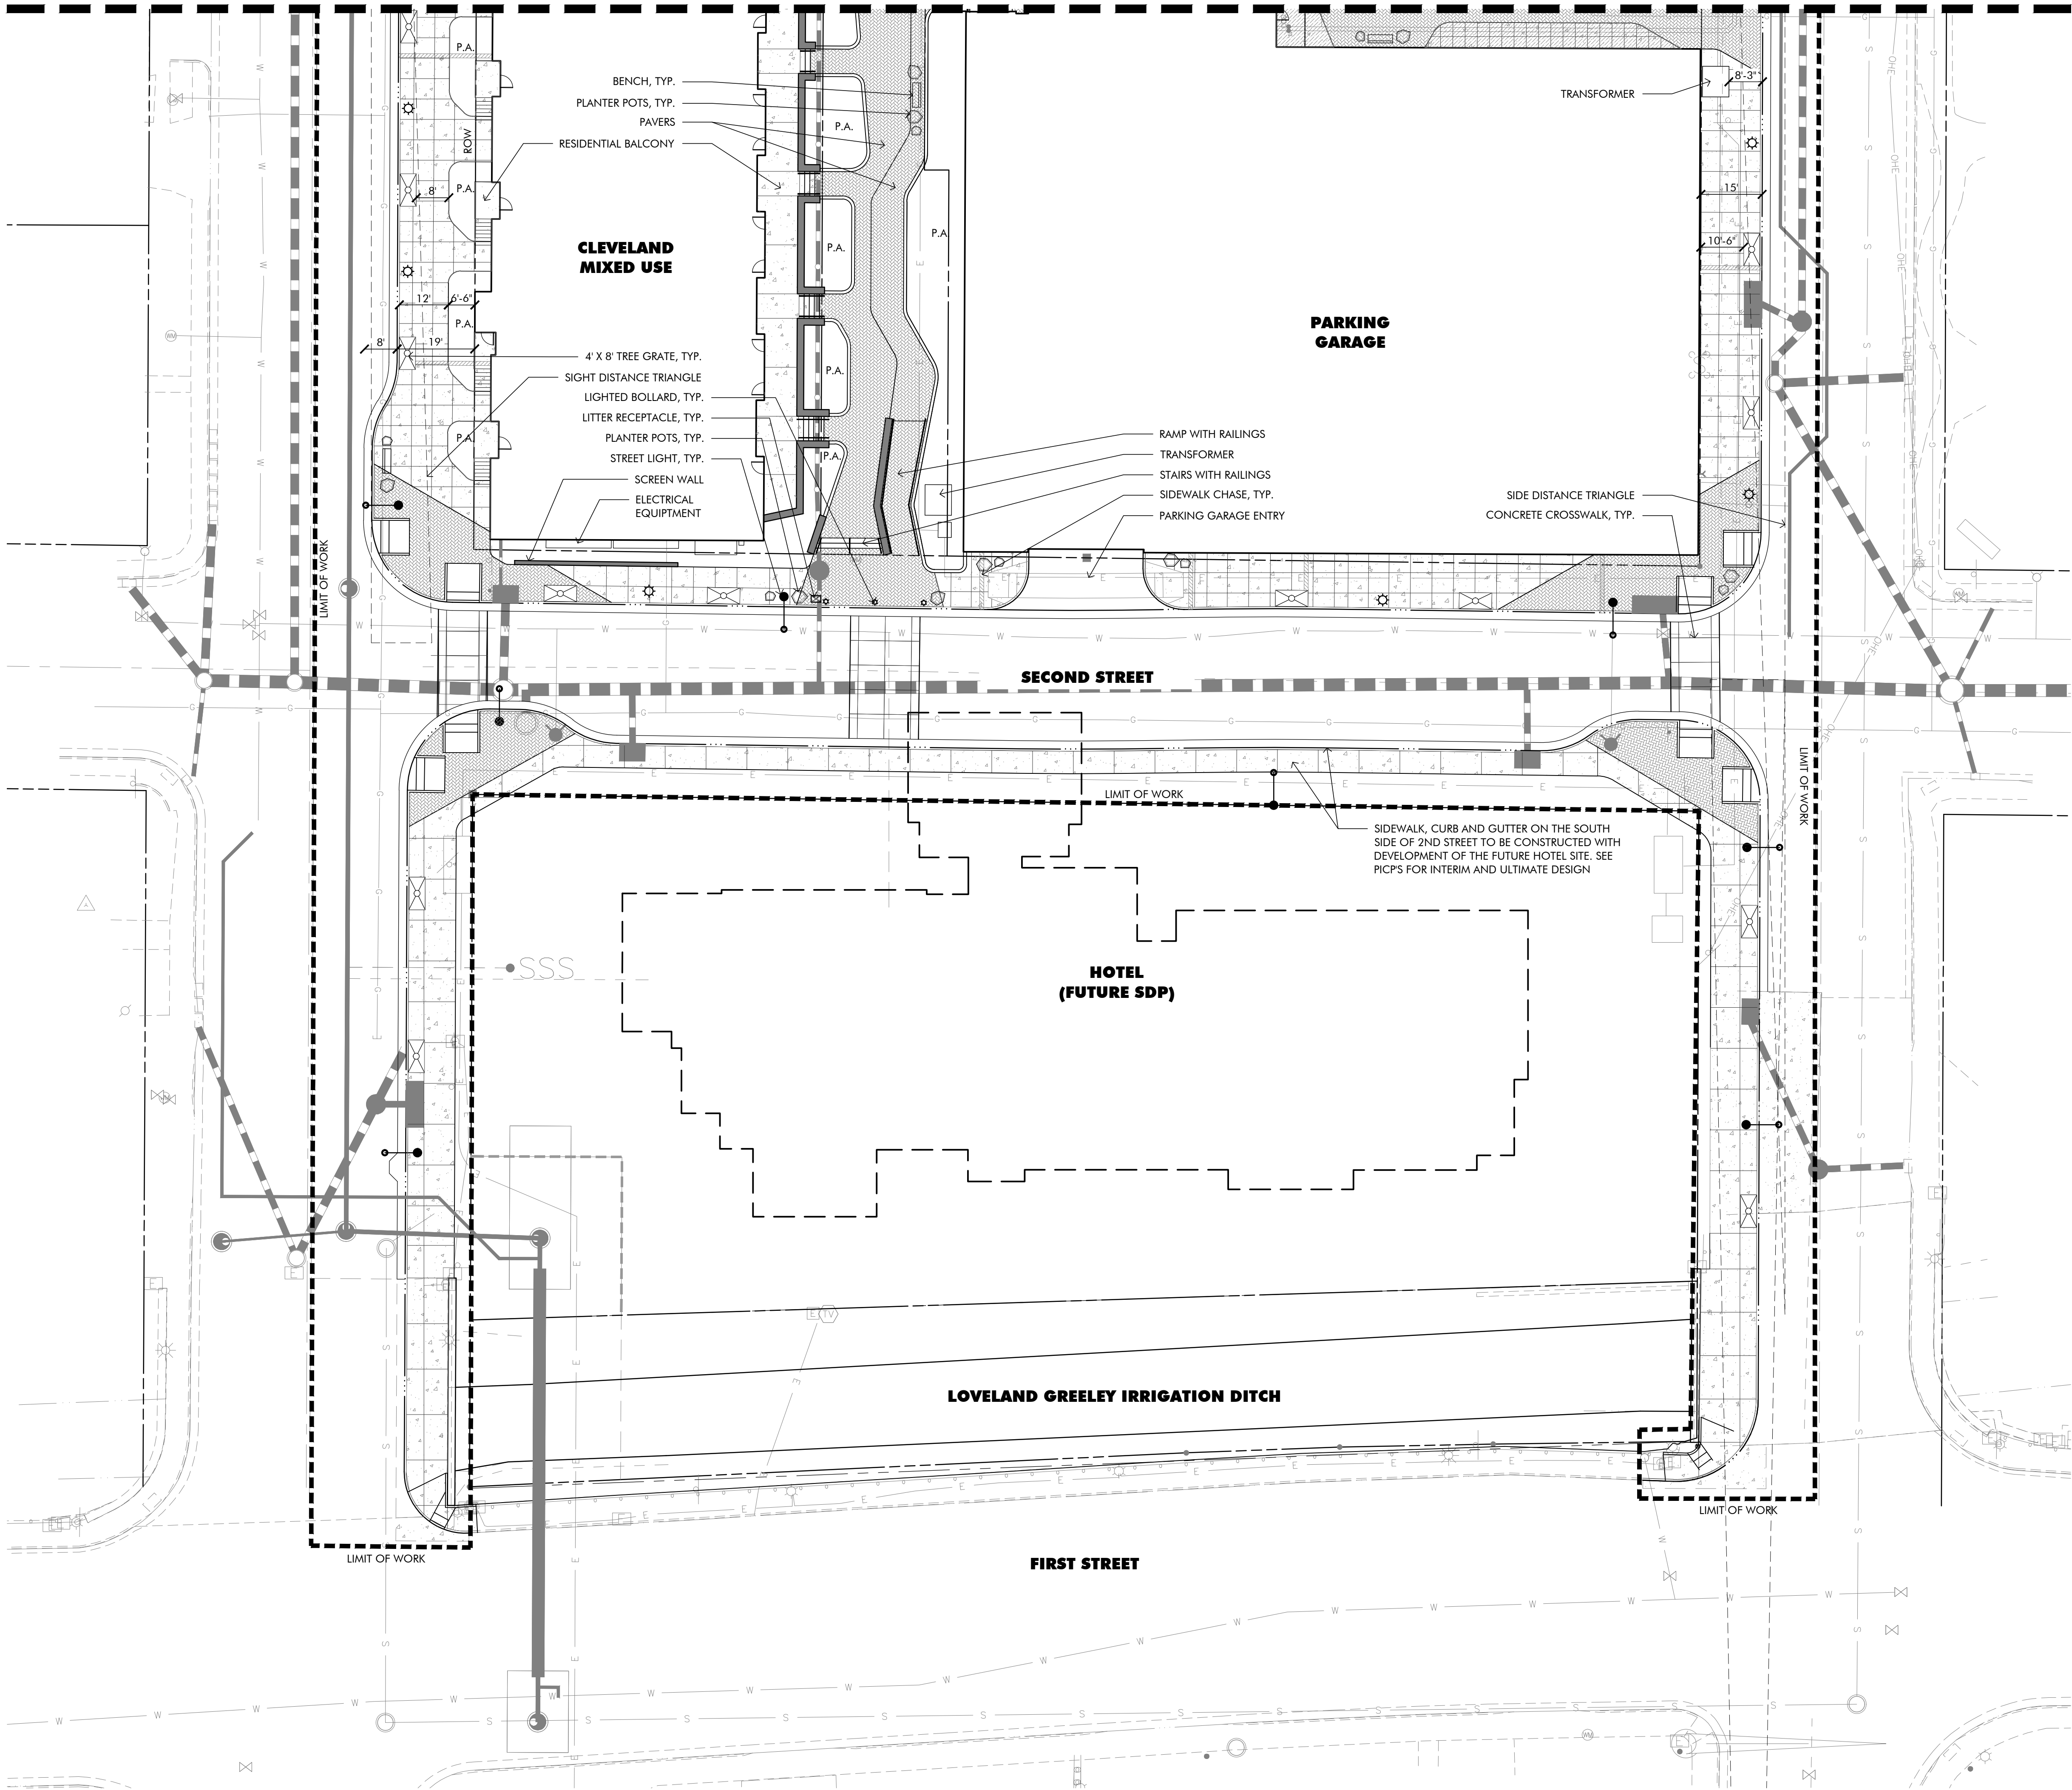 P.A.
BENCH, TYP.
PLANTER POTS, TYP.
PAVERS
RESIDENTIAL BALCONY
ROW
P.A.
8'
P.A.
P.A.
P.A.
CLEVELAND
MIXED USE
12'
6'-6"
P.A.
8'
19'
P.A.
P.A.
P.A.
4' X 8' TREE GRATE, TYP.
SIGHT DISTANCE TRIANGLE
LIGHTED BOLLARD, TYP.
LITTER RECEPTACLE, TYP.
PLANTER POTS, TYP.
STREET LIGHT, TYP.
SCREEN WALL
ELECTRICAL
EQUIPTMENT
PARKING
GARAGE
TRANSFORMER
8'-3"
15'
10'-6"
RAMP WITH RAILINGS
TRANSFORMER
STAIRS WITH RAILINGS
SIDEWALK CHASE, TYP.
PARKING GARAGE ENTRY
SIDE DISTANCE TRIANGLE
CONCRETE CROSSWALK, TYP.
LIMIT OF WORK
SECOND STREET
LIMIT OF WORK
LIMIT OF WORK
SIDEWALK, CURB AND GUTTER ON THE SOUTH
SIDE OF 2ND STREET TO BE CONSTRUCTED WITH
DEVELOPMENT OF THE FUTURE HOTEL SITE. SEE
PICP'S FOR INTERIM AND ULTIMATE DESIGN
SSS
HOTEL
(FUTURE SDP)
E TV
LOVELAND GREELEY IRRIGATION DITCH
LIMIT OF WORK
LIMIT OF WORK
FIRST STREET